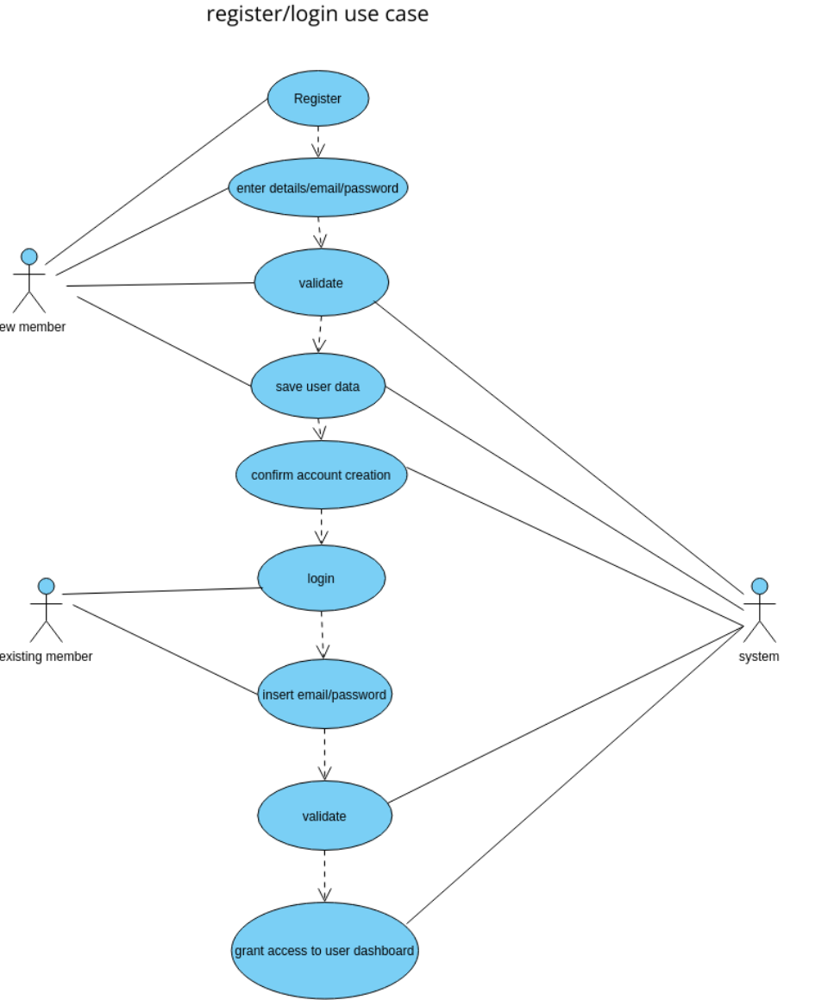 register/login use case
Register
enter details/email/password
validate
ew member
save user data
confirm account creation
login
existing member
system
insert email/password
validate
grant access to user dashboard